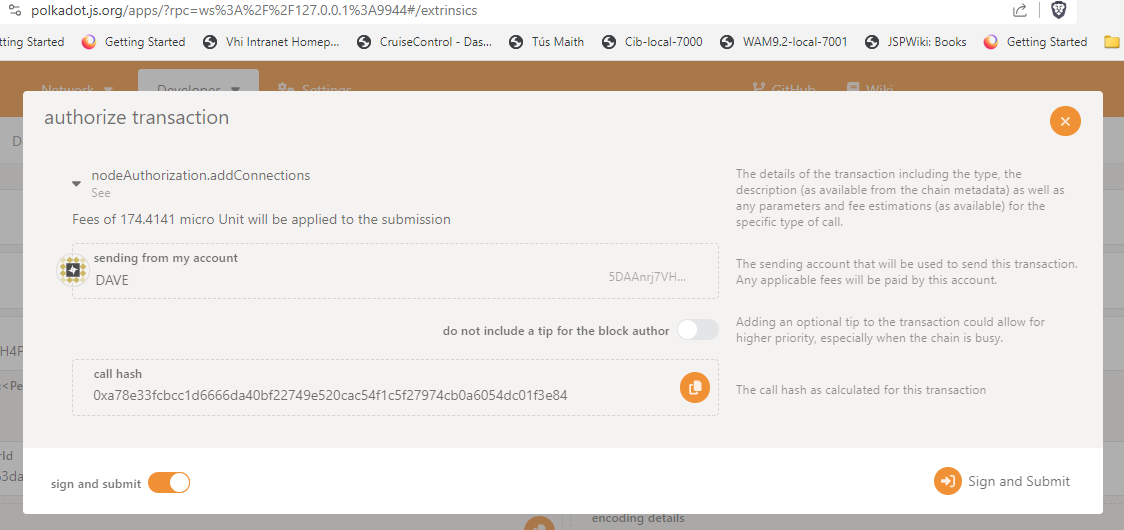 polkadot.js.org/apps/?rpc=ws%3A%2F%2F127.0.0.1%3A9944#/extrinsics
tting Started Getting Started Vhi Intranet Homep... CruiseControl - Das... Tús Maith Cib-local-7000 WAM9.2-local-7001 JSPWiki: Books Getting Started
Network Developer Settings GitHub Wiki
authorize transaction
nodeAuthorization.addConnections
See
Fees of 174.4141 micro Unit will be applied to the submission
The details of the transaction including the type, the
description (as available from the chain metadata) as well as
any parameters and fee estimations (as available) for the
specific type of call.
sending from my account
DAVE 5DAAnrj7VH...
The sending account that will be used to send this transaction.
Any applicable fees will be paid by this account.
do not include a tip for the block author
Adding an optional tip to the transaction could allow for
higher priority, especially when the chain is busy.
H4P
<Pe
call hash
0xa78e33fcbcc1d6666da40bf22749e520cac54f1c5f27974cb0a6054dc01f3e84
The call hash as calculated for this transaction
rId
53da
sign and submit
Sign and Submit
encoding details